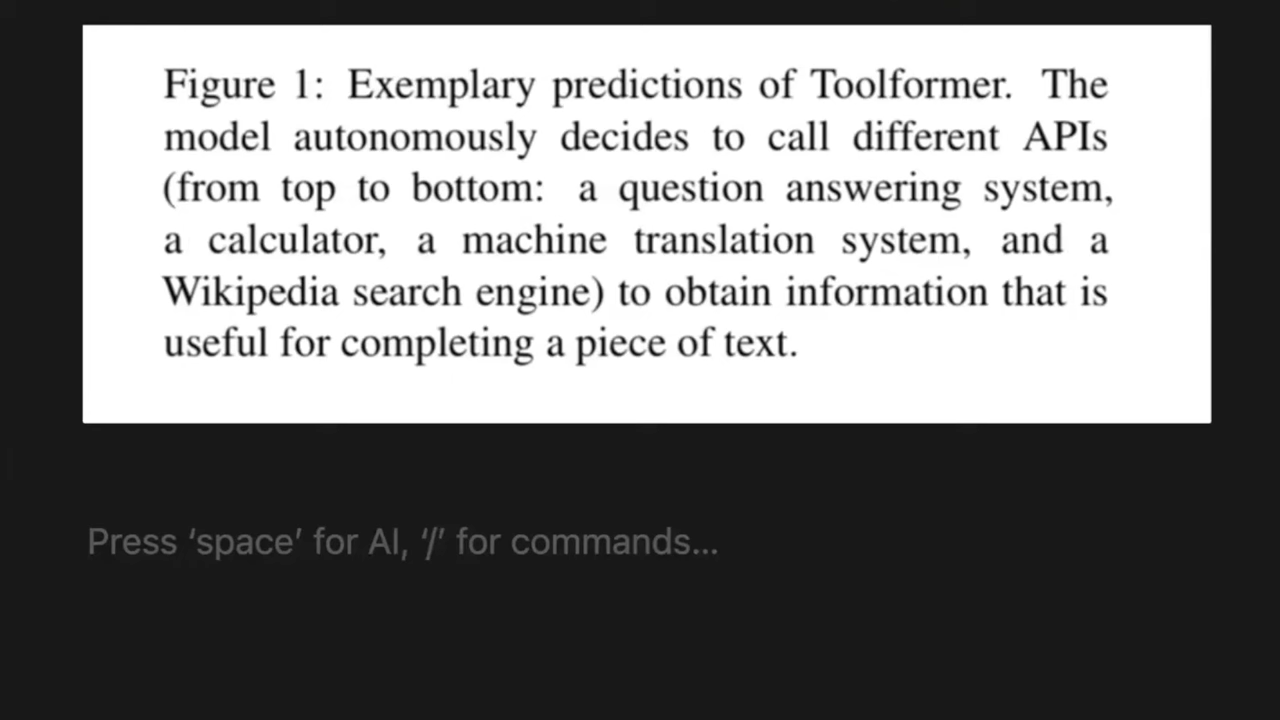 Figure 1: Exemplary predictions of Toolformer. The
model autonomously decides to call different APIs
(from top to bottom: a question answering system,
a calculator, a machine translation system, and a
Wikipedia search engine) to obtain information that is
useful for completing a piece of text.
Press ‘space’ for AI, ‘/’ for commands...